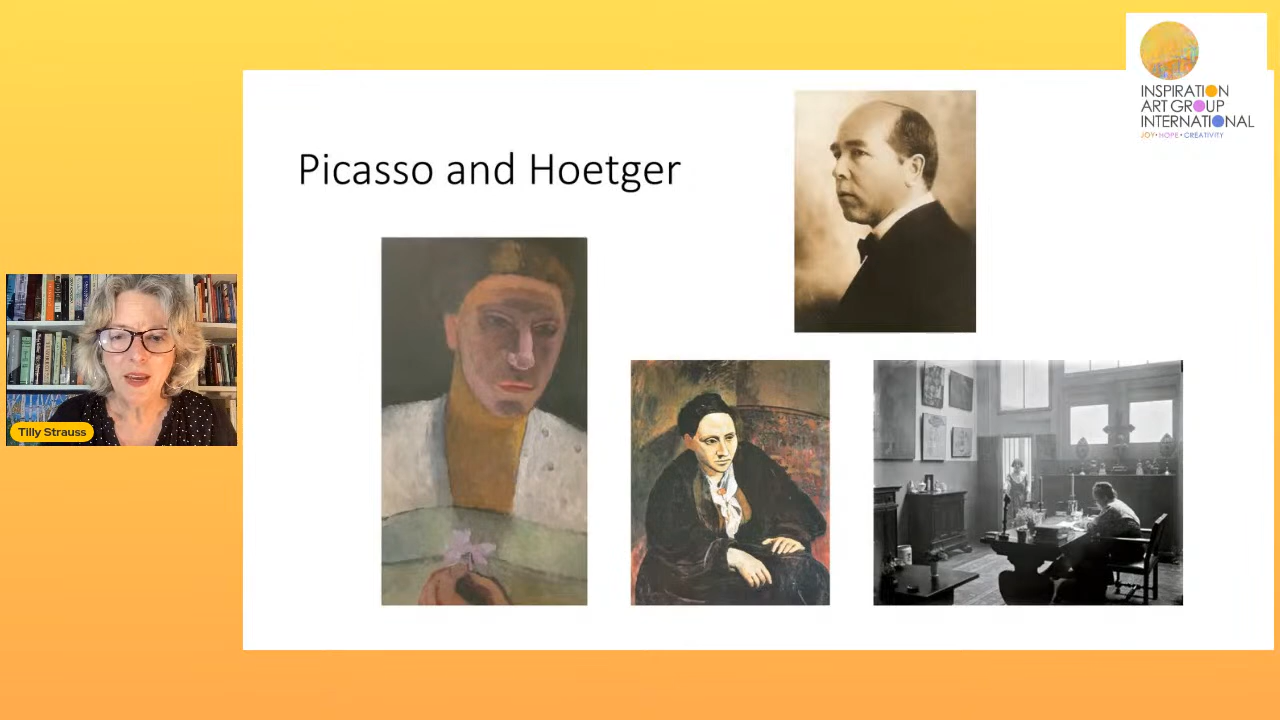 INSPIRATION
ART GROUP
INTERNATIONAL
JOY • HOPE • CREATIVITY
Picasso and Hoetger
Tilly Strauss